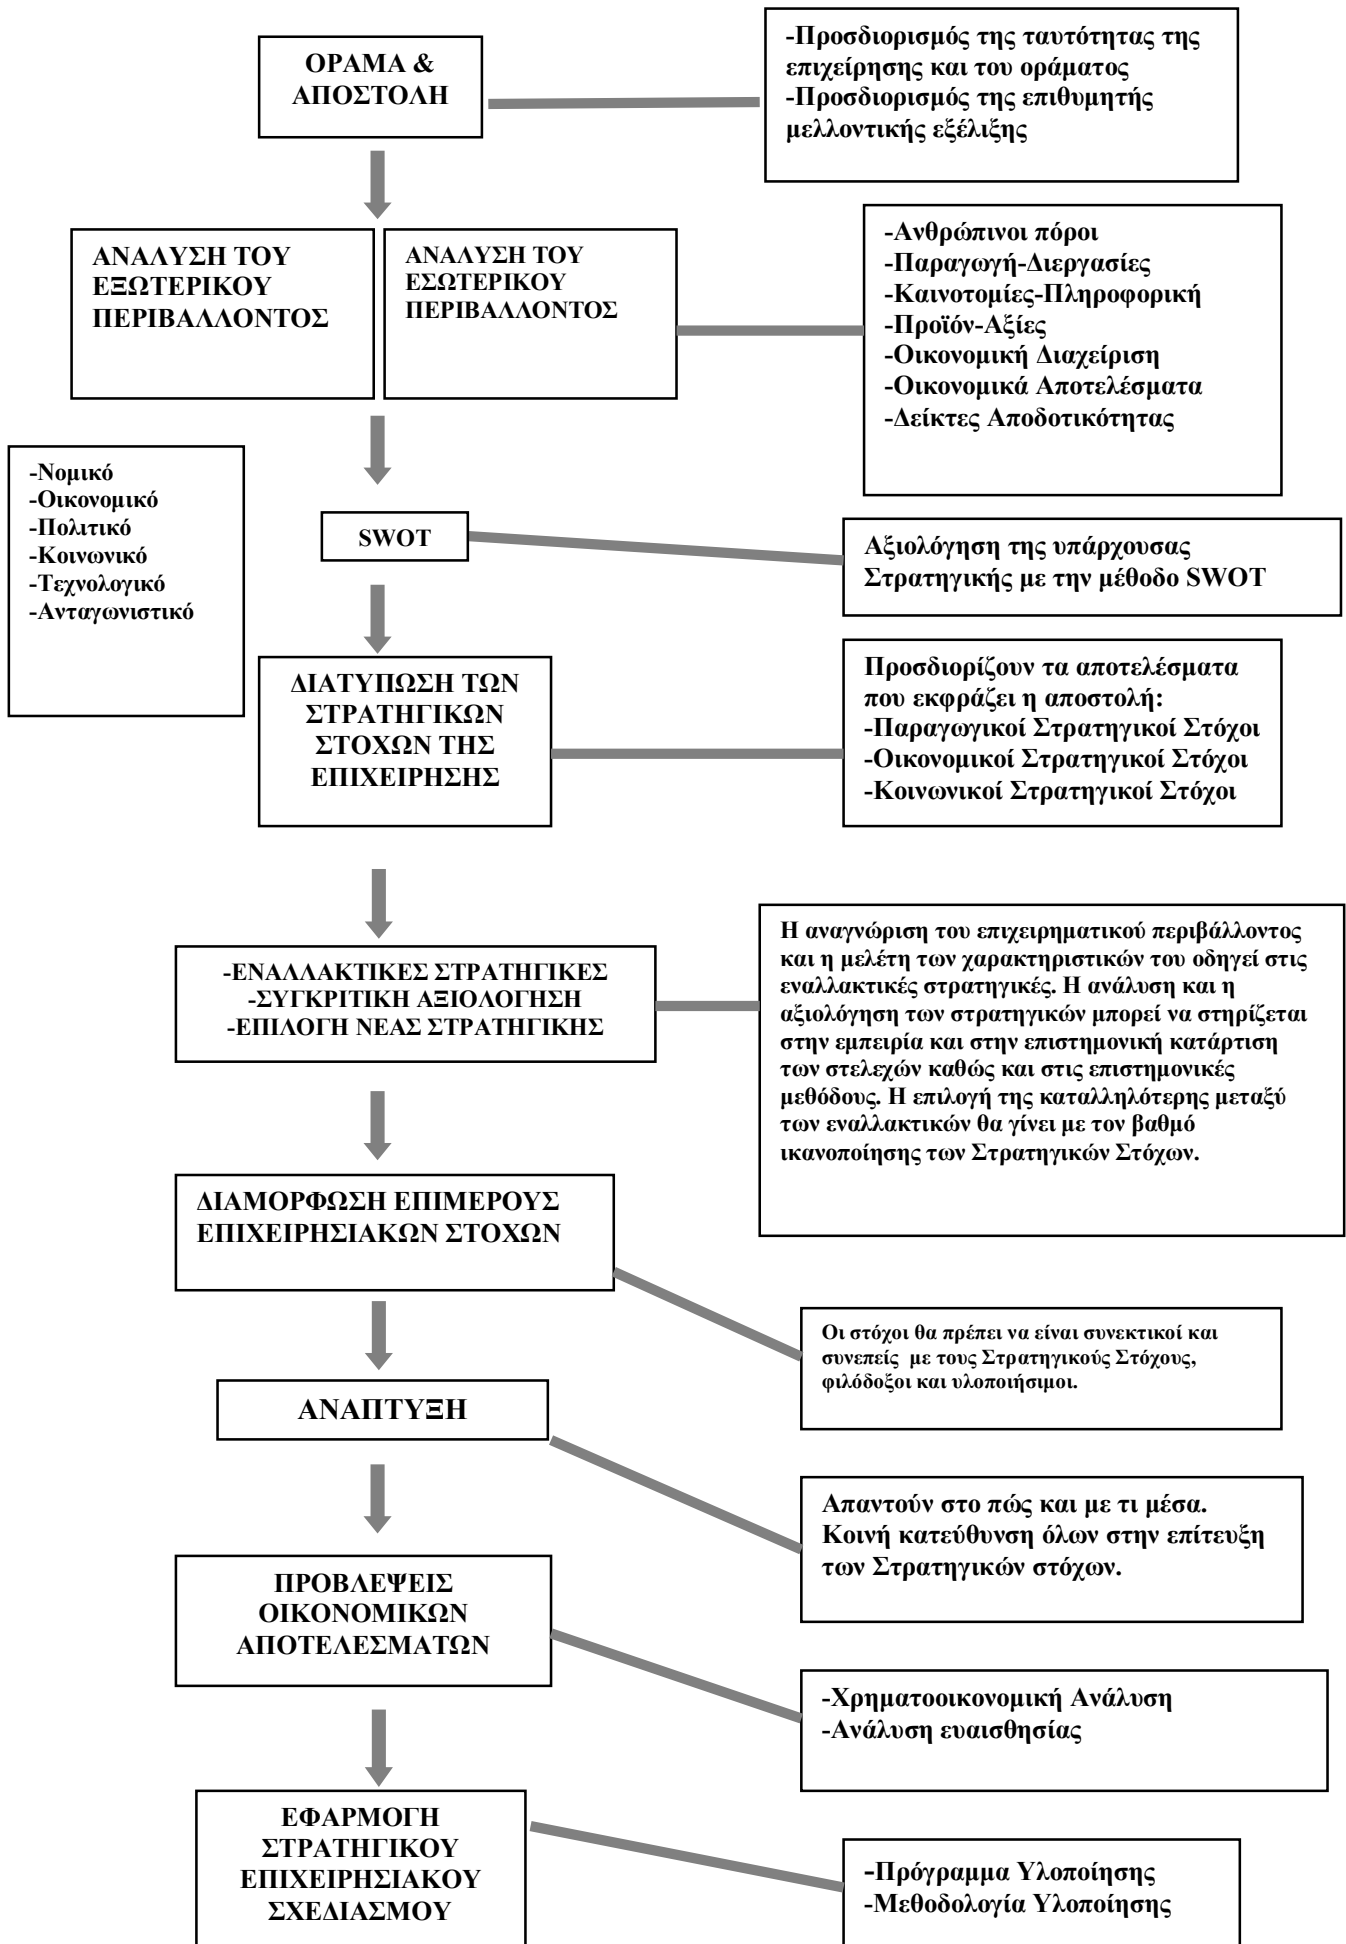 ΟΡΑΜΑ &
ΑΠΟΣΤΟΛΗ
-Προσδιορισμός της ταυτότητας της
επιχείρησης και του οράματος
-Προσδιορισμός της επιθυμητής
μελλοντικής εξέλιξης
ΑΝΑΛΥΣΗ ΤΟΥ
ΕΞΩΤΕΡΙΚΟΥ
ΠΕΡΙΒΑΛΛΟΝΤΟΣ
ΑΝΑΛΥΣΗ ΤΟΥ
ΕΣΩΤΕΡΙΚΟΥ
ΠΕΡΙΒΑΛΛΟΝΤΟΣ
-Ανθρώπινοι πόροι
-Παραγωγή-Διεργασίες
-Καινοτομίες-Πληροφορική
-Προϊόν-Αξίες
-Οικονομική Διαχείριση
-Οικονομικά Αποτελέσματα
-Δείκτες Αποδοτικότητας
-Νομικό
-Οικονομικό
-Πολιτικό
-Κοινωνικό
-Τεχνολογικό
-Ανταγωνιστικό
SWOT
Αξιολόγηση της υπάρχουσας
Στρατηγικής με την μέθοδο SWOT
ΔΙΑΤΥΠΩΣΗ ΤΩΝ
ΣΤΡΑΤΗΓΙΚΩΝ
ΣΤΟΧΩΝ ΤΗΣ
ΕΠΙΧΕΙΡΗΣΗΣ
Προσδιορίζουν τα αποτελέσματα
που εκφράζει η αποστολή:
-Παραγωγικοί Στρατηγικοί Στόχοι
-Οικονομικοί Στρατηγικοί Στόχοι
-Κοινωνικοί Στρατηγικοί Στόχοι
-ΕΝΑΛΛΑΚΤΙΚΕΣ ΣΤΡΑΤΗΓΙΚΕΣ
-ΣΥΓΚΡΙΤΙΚΗ ΑΞΙΟΛΟΓΗΣΗ
-ΕΠΙΛΟΓΗ ΝΕΑΣ ΣΤΡΑΤΗΓΙΚΗΣ
Η αναγνώριση του επιχειρηματικού περιβάλλοντος
και η μελέτη των χαρακτηριστικών του οδηγεί στις
εναλλακτικές στρατηγικές. Η ανάλυση και η
αξιολόγηση των στρατηγικών μπορεί να στηρίζεται
στην εμπειρία και στην επιστημονική κατάρτιση
των στελεχών καθώς και στις επιστημονικές
μεθόδους. Η επιλογή της καταλληλότερης μεταξύ
των εναλλακτικών θα γίνει με τον βαθμό
ικανοποίησης των Στρατηγικών Στόχων.
ΔΙΑΜΟΡΦΩΣΗ ΕΠΙΜΕΡΟΥΣ
ΕΠΙΧΕΙΡΗΣΙΑΚΩΝ ΣΤΟΧΩΝ
Οι στόχοι θα πρέπει να είναι συνεκτικοί και
συνεπείς  με τους Στρατηγικούς Στόχους,
φιλόδοξοι και υλοποιήσιμοι.
ΑΝΑΠΤΥΞΗ
Απαντούν στο πώς και με τι μέσα.
Κοινή κατεύθυνση όλων στην επίτευξη
των Στρατηγικών στόχων.
ΠΡΟΒΛΕΨΕΙΣ
ΟΙΚΟΝΟΜΙΚΩΝ
ΑΠΟΤΕΛΕΣΜΑΤΩΝ
-Χρηματοοικονομική Ανάλυση
-Ανάλυση ευαισθησίας
ΕΦΑΡΜΟΓΗ
ΣΤΡΑΤΗΓΙΚΟΥ
ΕΠΙΧΕΙΡΗΣΙΑΚΟΥ
ΣΧΕΔΙΑΣΜΟΥ
-Πρόγραμμα Υλοποίησης
-Μεθοδολογία Υλοποίησης